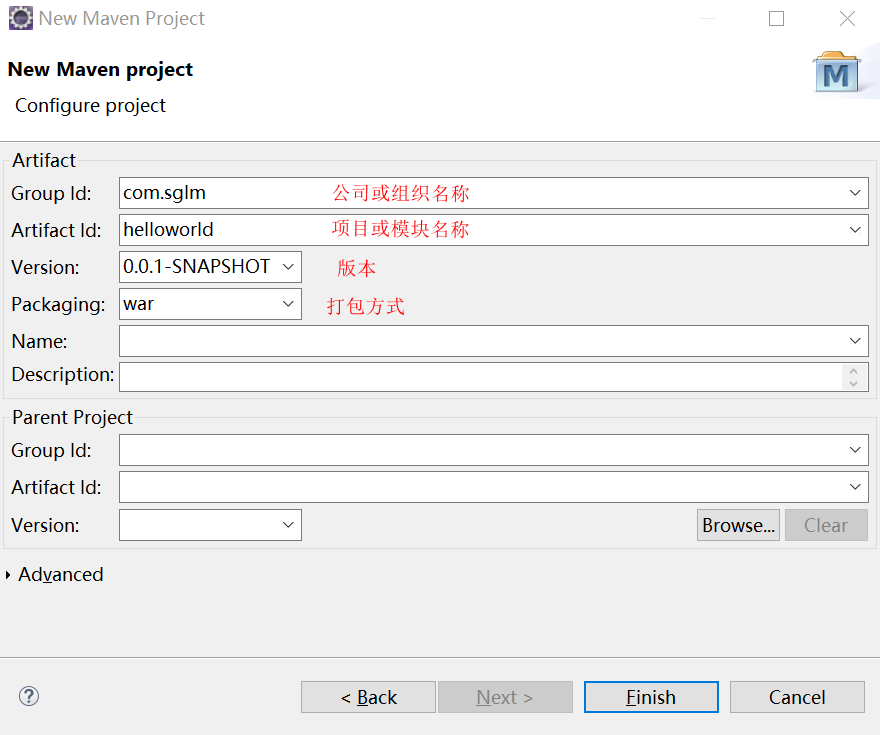 New Maven Project
New Maven project
Configure project
Artifact
Group Id: com.sglm 公司或组织名称
Artifact Id: helloworld 项目或模块名称
Version: 0.0.1-SNAPSHOT 版本
Packaging: war 打包方式
Name:
Description:
Parent Project
Group Id:
Artifact Id:
Version: Browse... Clear
Advanced
< Back Next > Finish Cancel